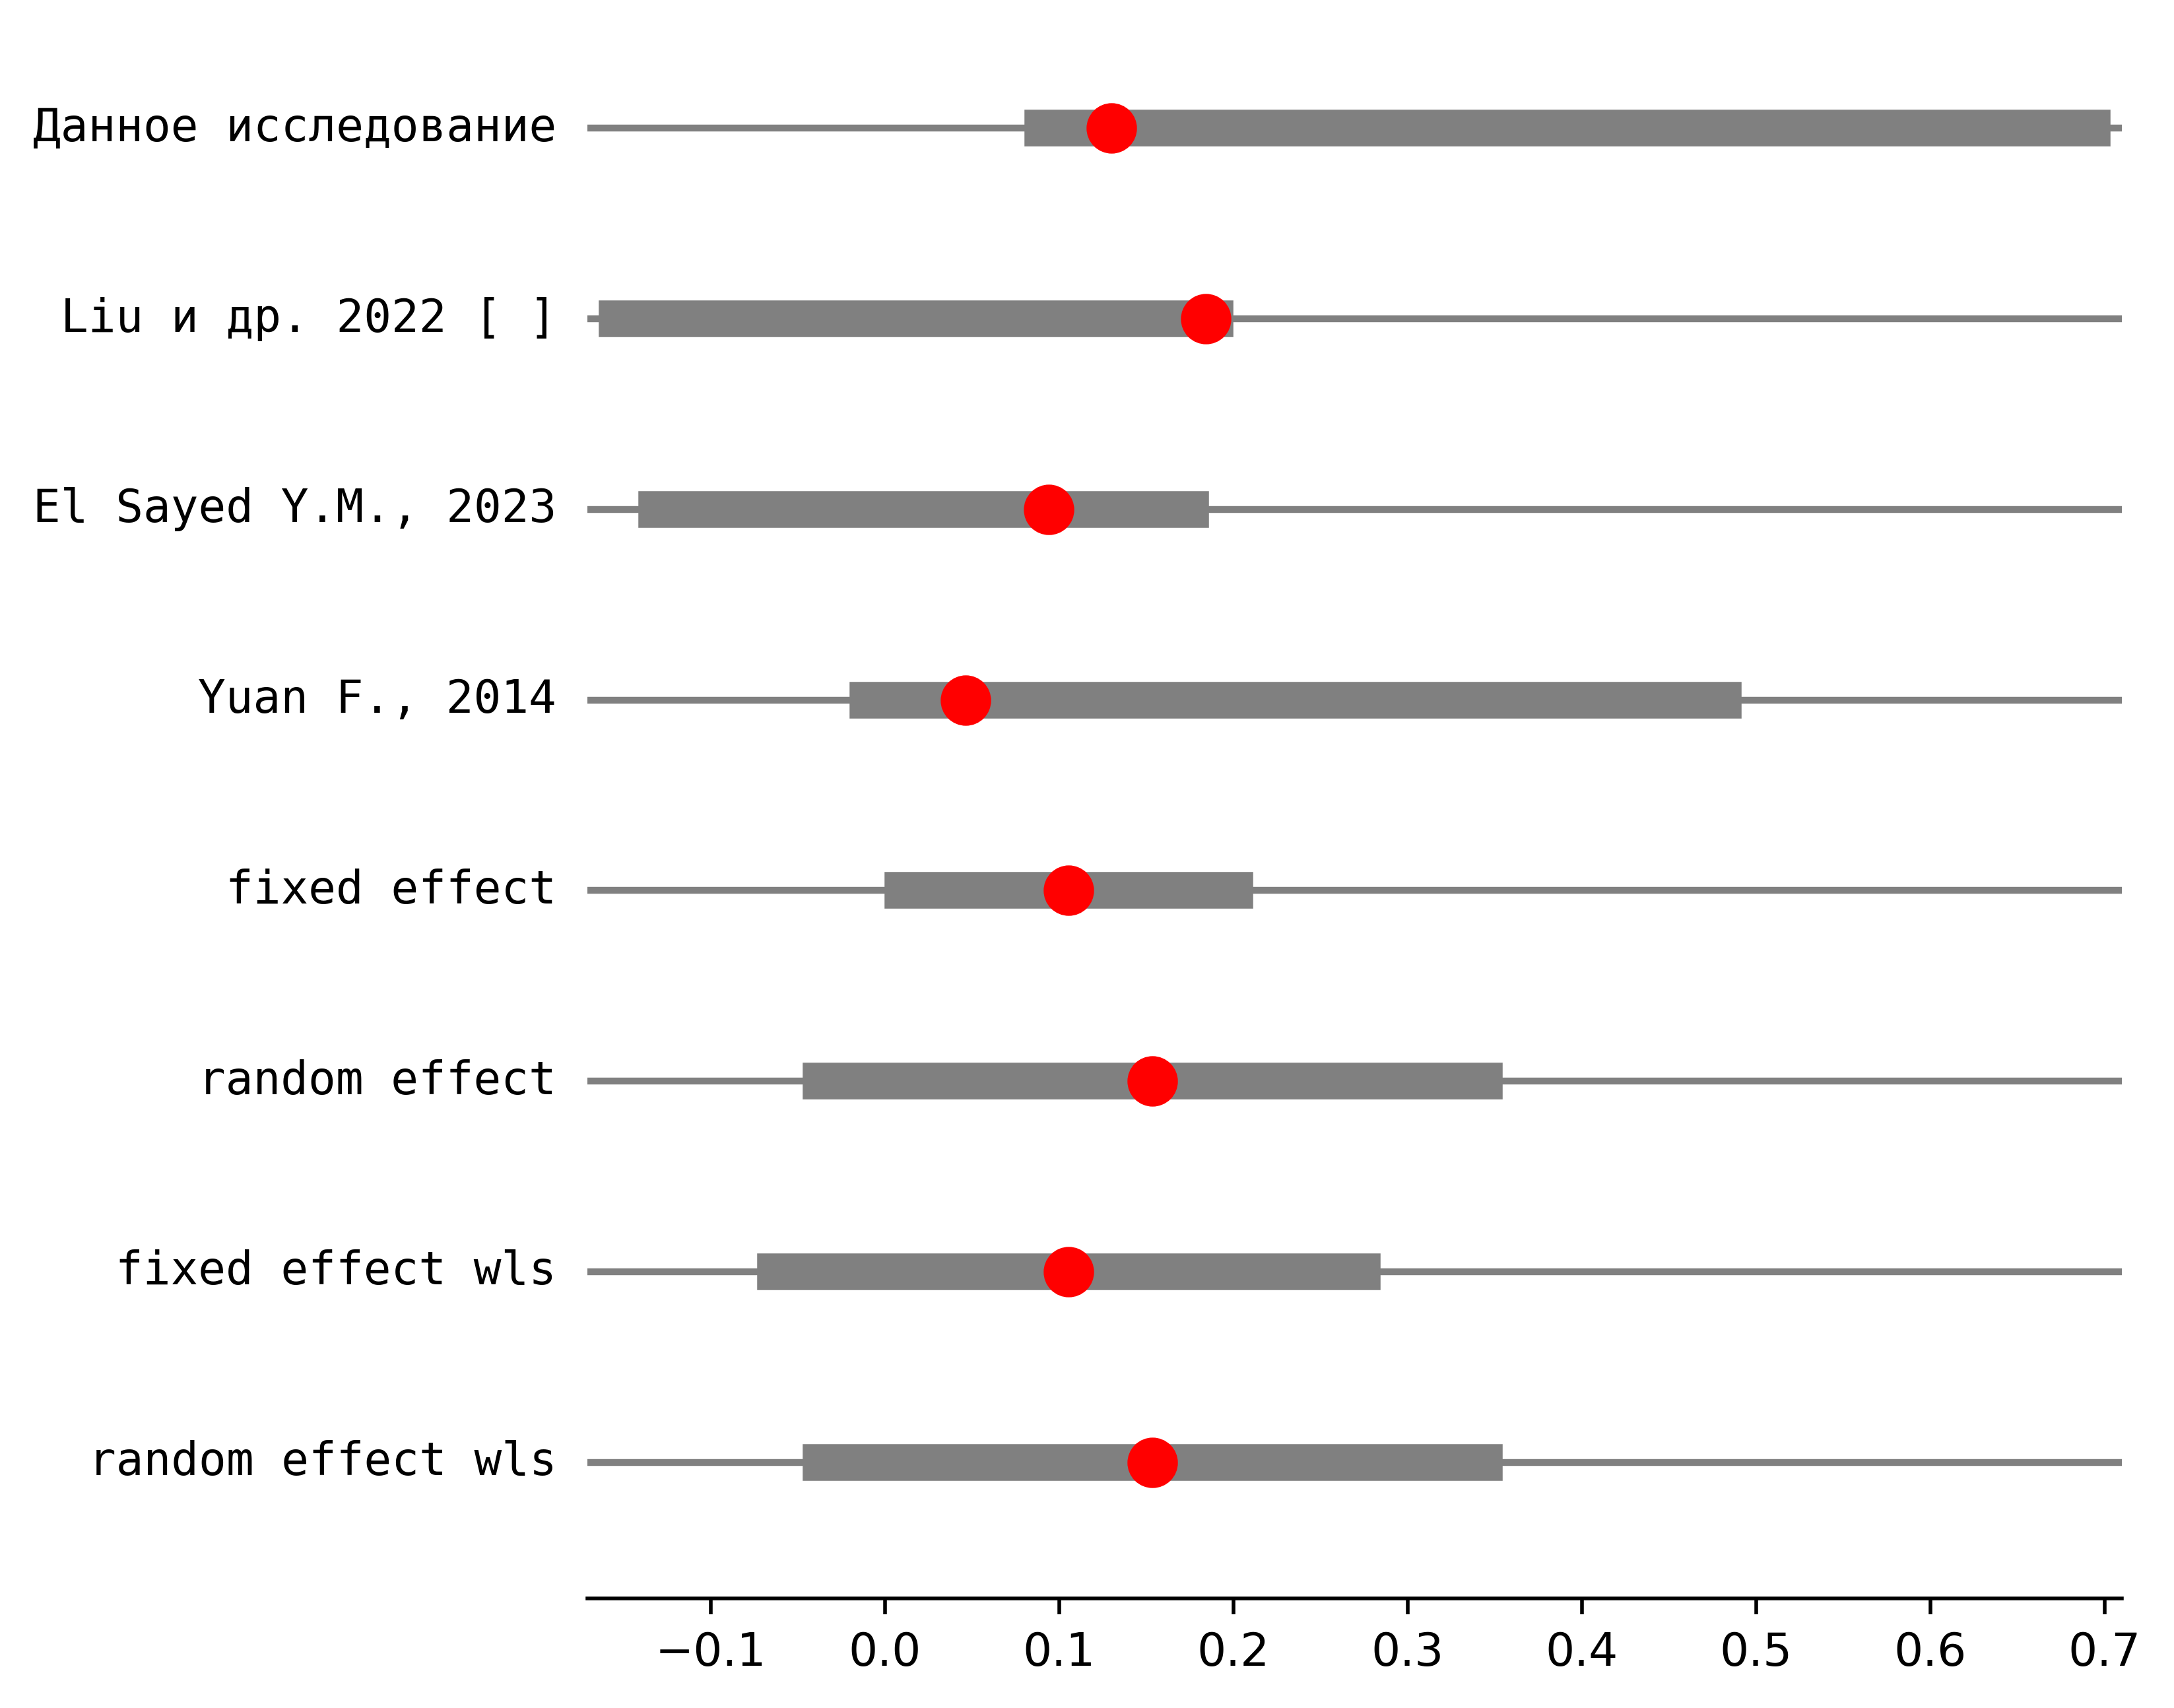 Данное исследование
Liu и др. 2022 [ ]
El Sayed Y.M., 2023
Yuan F., 2014
fixed effect
random effect
fixed effect wls
random effect wls
−0.1 0.0 0.1 0.2 0.3 0.4 0.5 0.6 0.7